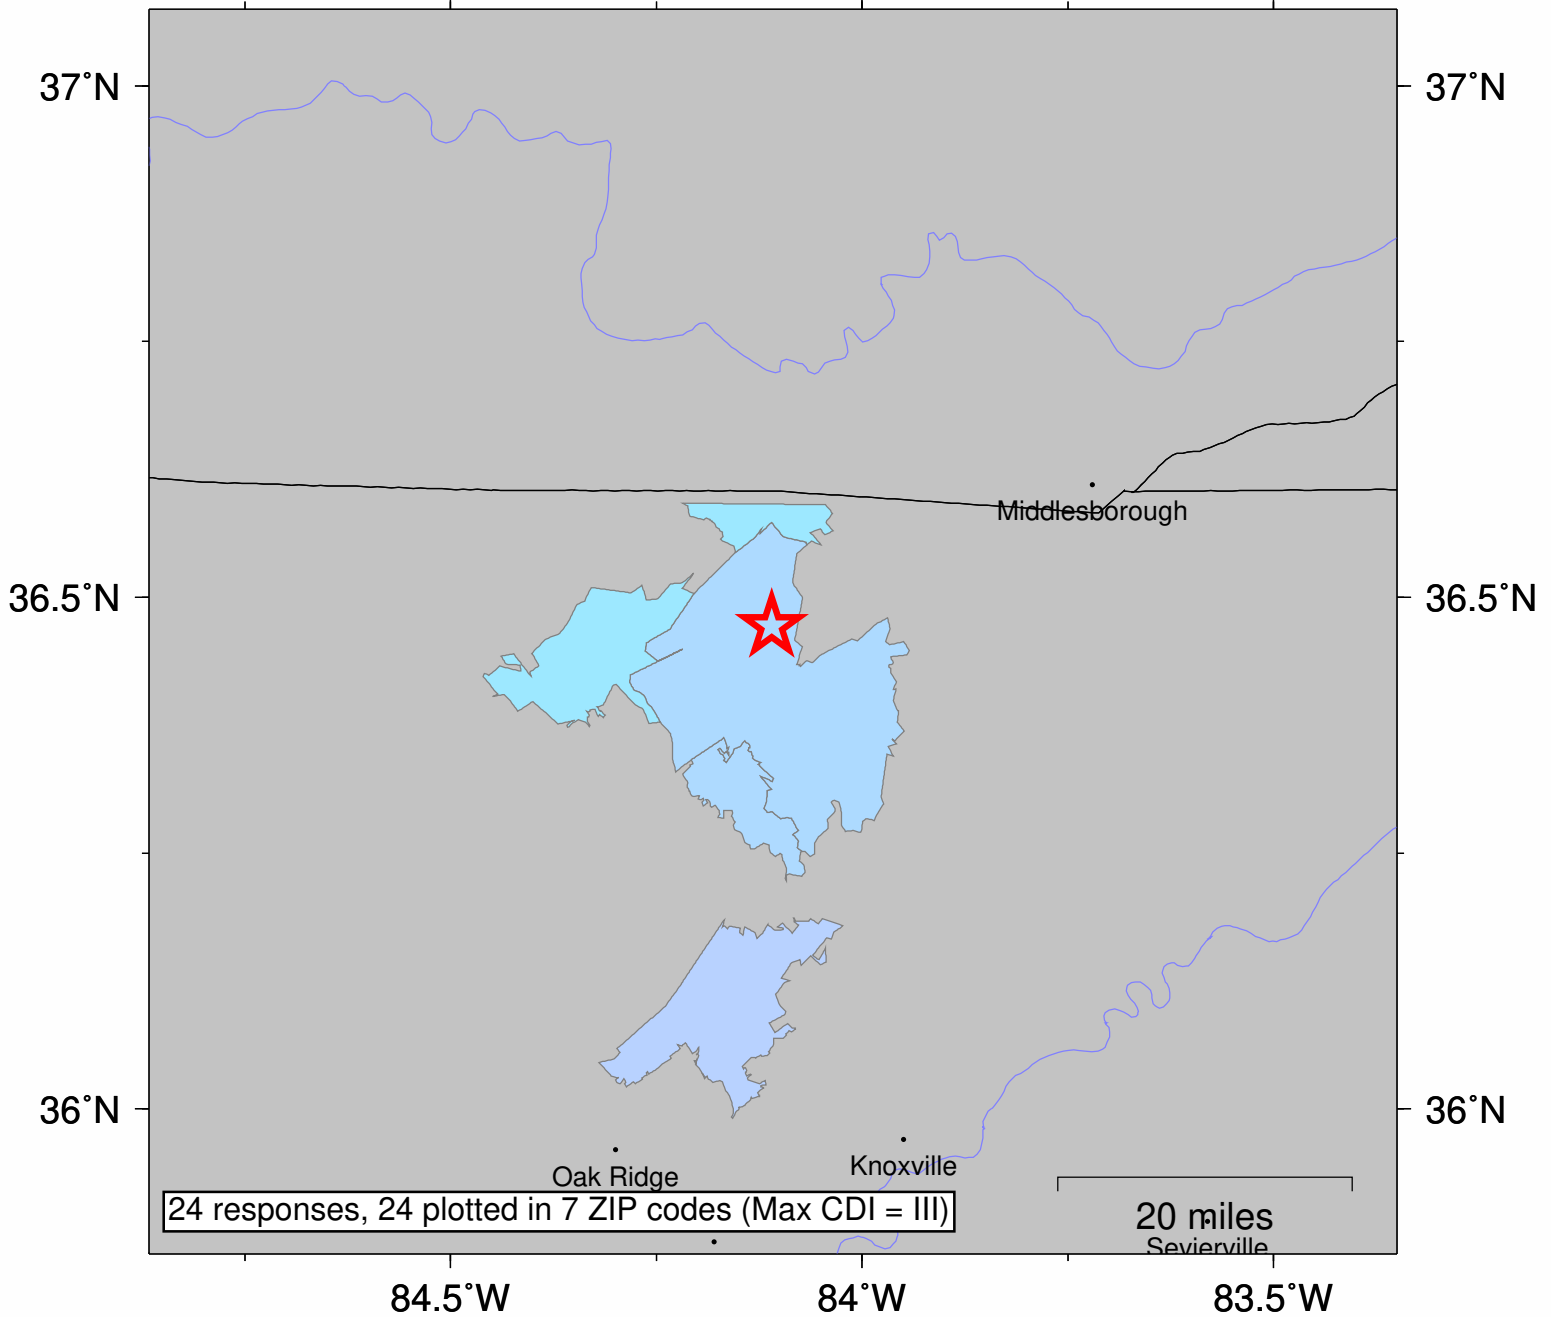 37°N
37°N
Middlesborough
36.5°N
36.5°N
36°N
36°N
Knoxville
Oak Ridge
24 responses, 24 plotted in 7 ZIP codes (Max CDI = III)
20 miles
Sevierville
84.5°W
84°W
83.5°W